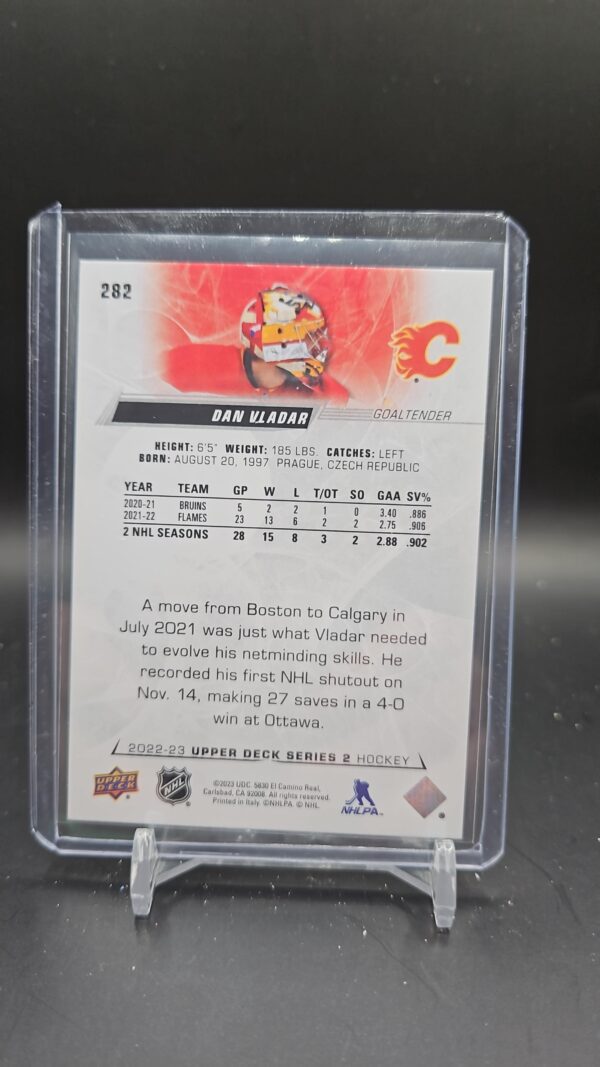 282
DAN VLADAR
GOALTENDER
HEIGHT: 6'5" WEIGHT: 185 LBS. CATCHES: LEFT
BORN: AUGUST 20, 1997 PRAGUE, CZECH REPUBLIC
YEAR TEAM GP W L T/OT SO GAA SV%
2020-21 BRUINS 5 2 2 1 0 3.40 .886
2021-22 FLAMES 23 13 6 2 2 2.75 .906
2 NHL SEASONS 28 15 8 3 2 2.88 .902
A move from Boston to Calgary in
July 2021 was just what Vladar needed
to evolve his netminding skills. He
recorded his first NHL shutout on
Nov. 14, making 27 saves in a 4-0
win at Ottawa.
2022-23 UPPER DECK SERIES 2 HOCKEY
UPPER DECK
NHL
©2023 UDC. 5830 El Camino Real,
Carlsbad, CA 92008. All rights reserved.
Printed in Italy. ©NHLPA. © NHL.
NHLPA